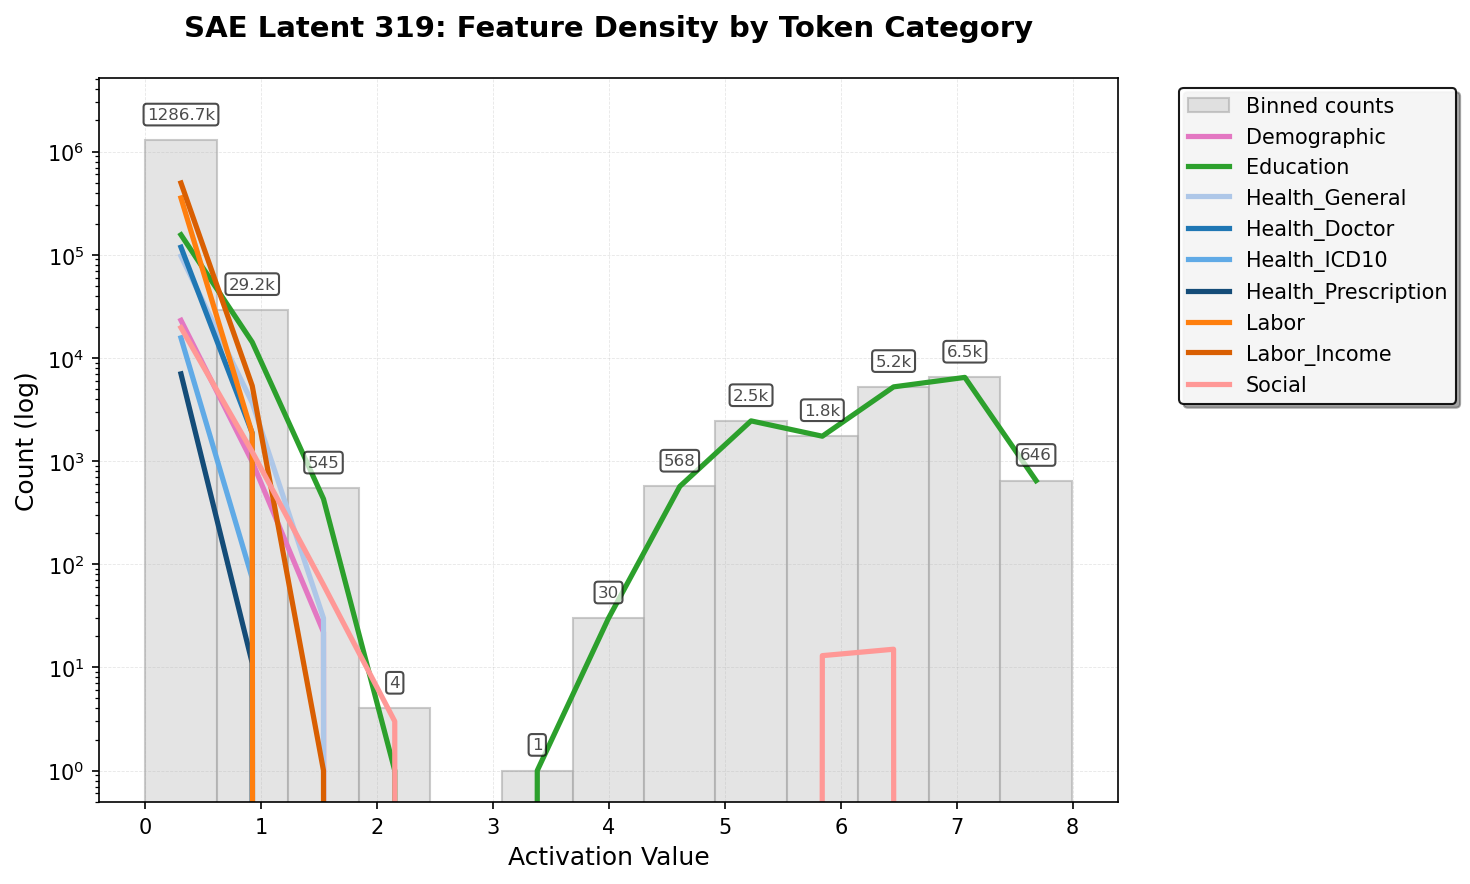 SAE Latent 319: Feature Density by Token Category
Count (log)
10⁶
10⁵
10⁴
10³
10²
10¹
10⁰
1286.7k
29.2k
545
4
1
30
568
2.5k
1.8k
5.2k
6.5k
646
0 1 2 3 4 5 6 7 8
Activation Value
Binned counts
Demographic
Education
Health_General
Health_Doctor
Health_ICD10
Health_Prescription
Labor
Labor_Income
Social